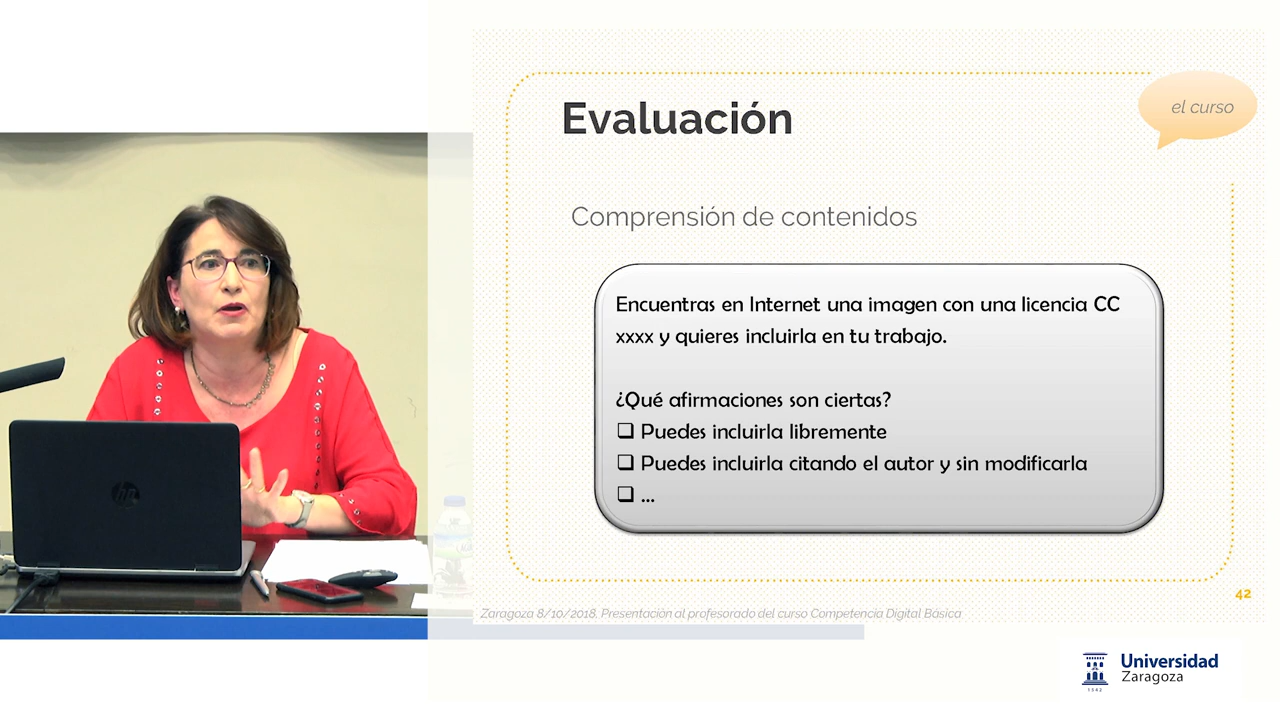 Evaluación
el curso
Comprensión de contenidos
Encuentras en Internet una imagen con una licencia CC
xxxx y quieres incluirla en tu trabajo.
¿Qué afirmaciones son ciertas?
❑ Puedes incluirla libremente
❑ Puedes incluirla citando el autor y sin modificarla
❑ ...
42
Zaragoza 8/10/2018. Presentación al profesorado del curso Competencia Digital Básica
hp
Universidad
Zaragoza
1542